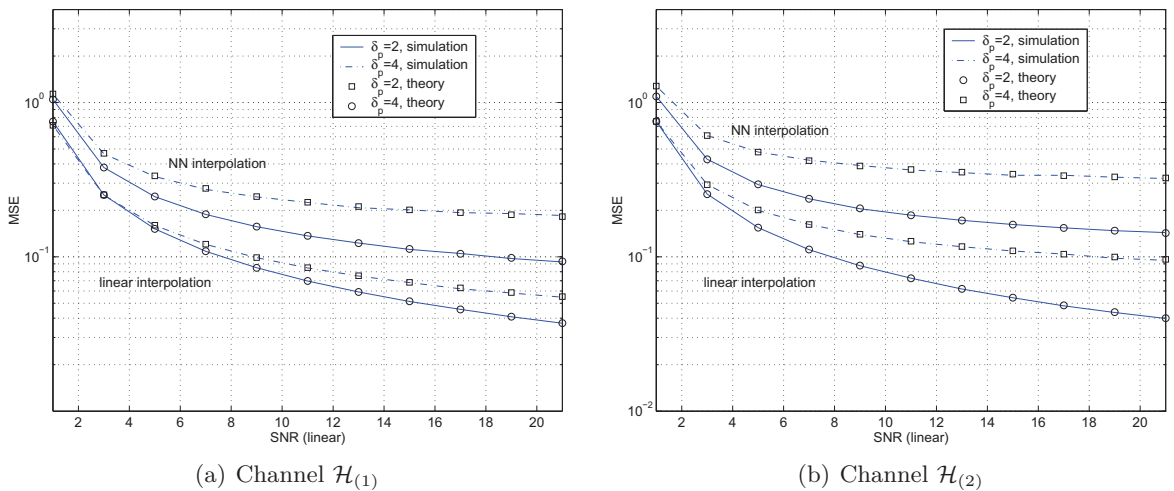 δp=2, simulation
δp=4, simulation
δp=2, theory
δp=4, theory
NN interpolation
linear interpolation
MSE
10^0
10^-1
2 4 6 8 10 12 14 16 18 20
SNR (linear)
(a) Channel H(1)
δp=2, simulation
δp=4, simulation
δp=2, theory
δp=4, theory
NN interpolation
linear interpolation
MSE
10^0
10^-1
10^-2
2 4 6 8 10 12 14 16 18 20
SNR (linear)
(b) Channel H(2)